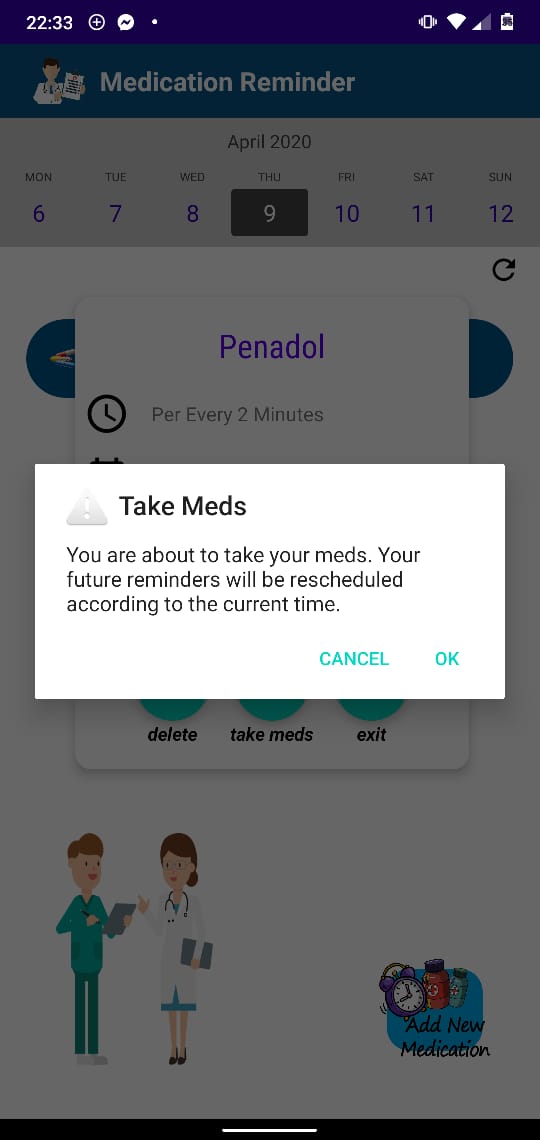 22:33
Medication Reminder
April 2020
MON TUE WED THU FRI SAT SUN
6 7 8 9 10 11 12
Penadol
Per Every 2 Minutes
Take Meds
You are about to take your meds. Your
future reminders will be rescheduled
according to the current time.
CANCEL OK
delete take meds exit
Add New
Medication